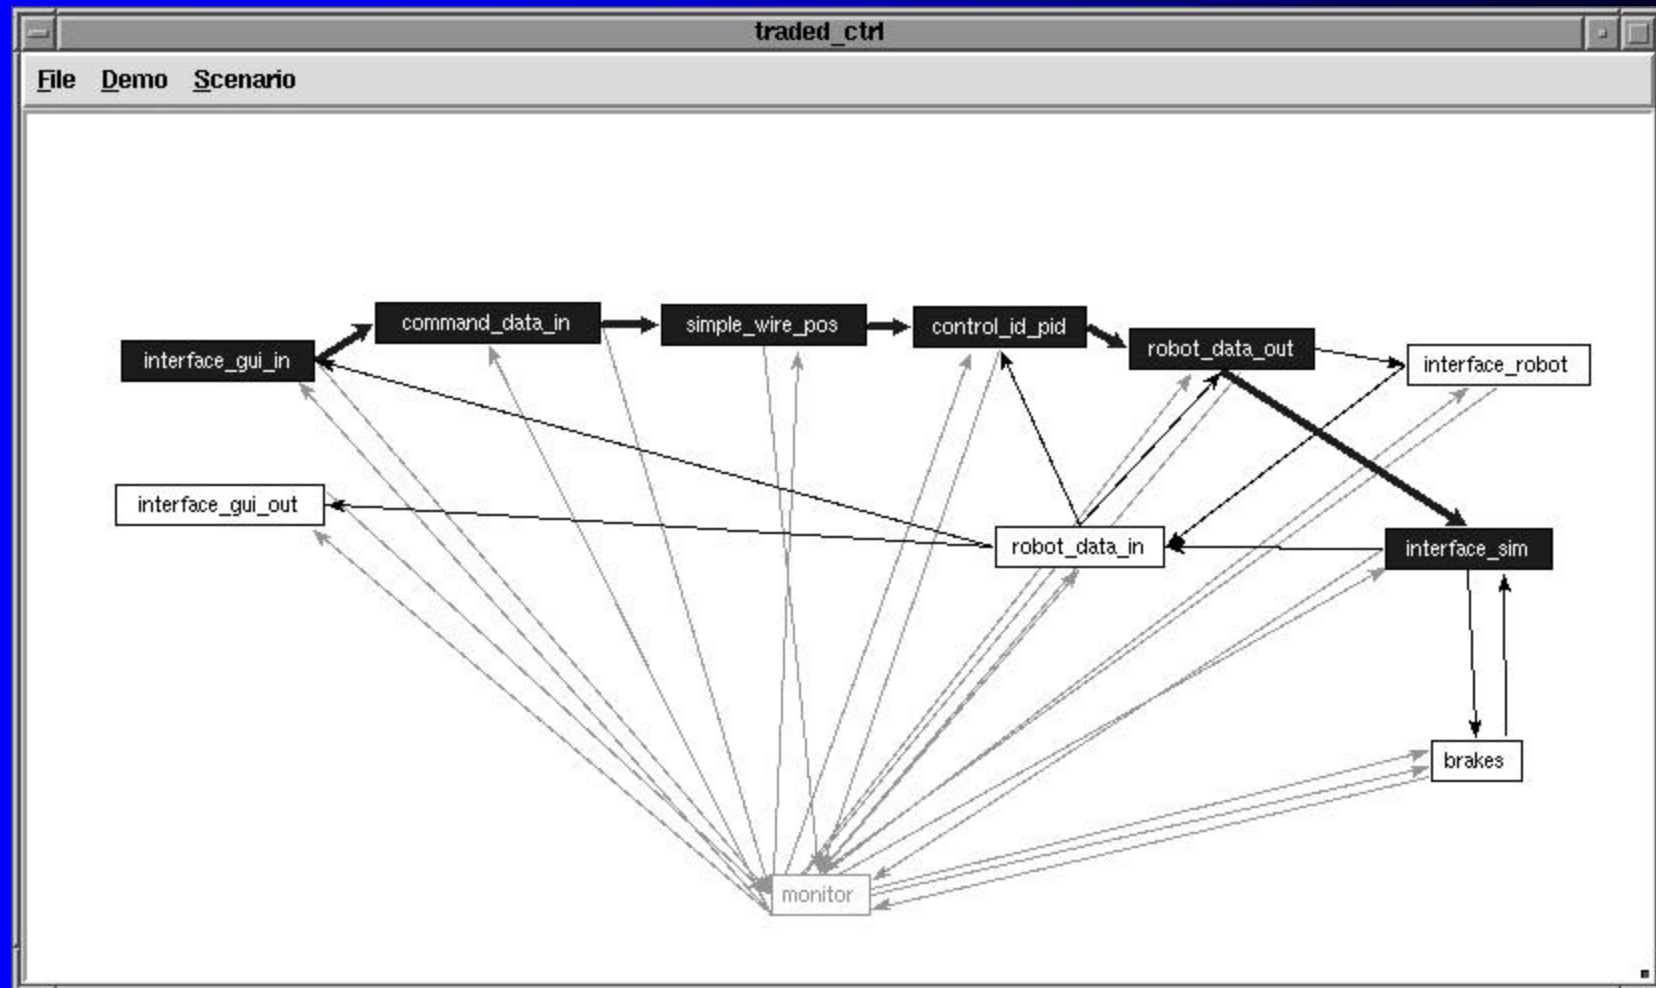 traded_ctrl
File Demo Scenario
command_data_in
simple_wire_pos
control_id_pid
robot_data_out
interface_gui_in
interface_robot
interface_gui_out
robot_data_in
interface_sim
brakes
monitor